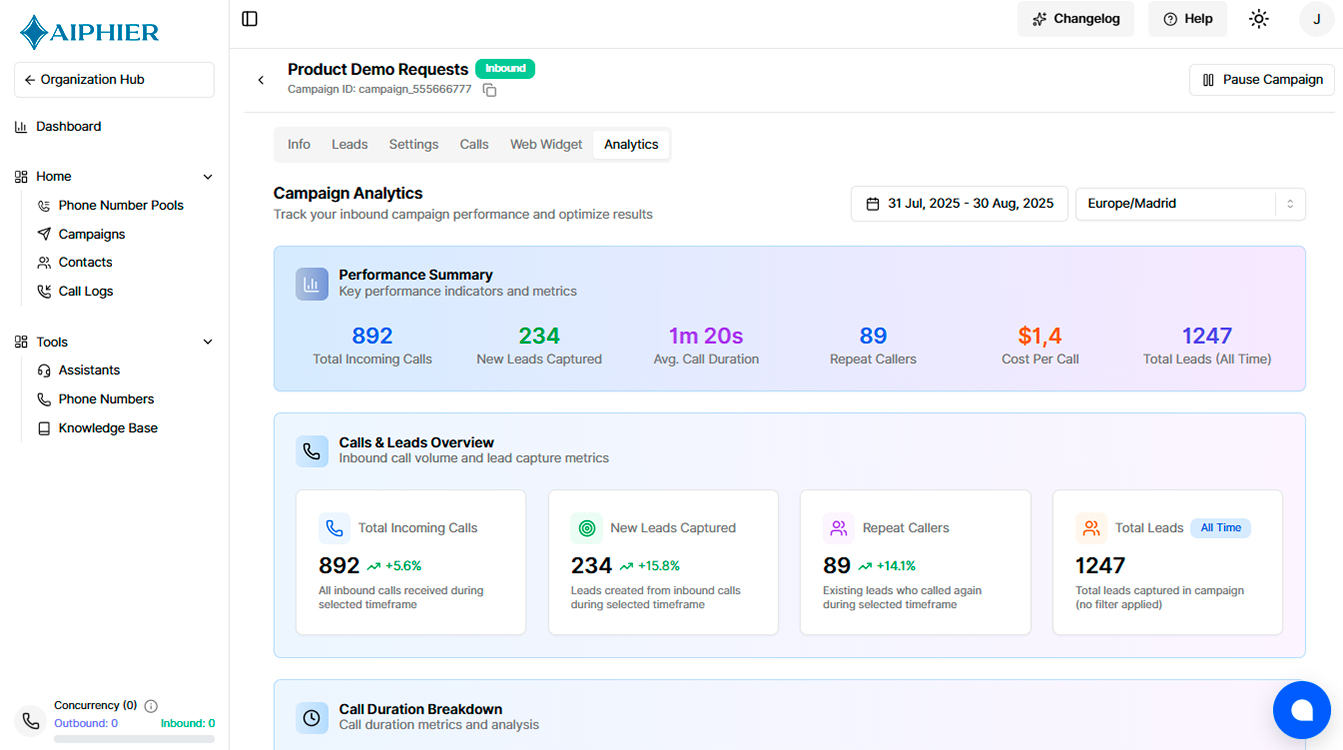 AIPHIER
Changelog
Help
J
Organization Hub
Product Demo Requests
Inbound
Campaign ID: campaign_555666777
Pause Campaign
Dashboard
Info
Leads
Settings
Calls
Web Widget
Analytics
Home
Phone Number Pools
Campaigns
Contacts
Call Logs
Campaign Analytics
Track your inbound campaign performance and optimize results
31 Jul, 2025 - 30 Aug, 2025
Europe/Madrid
Performance Summary
Key performance indicators and metrics
892
Total Incoming Calls
234
New Leads Captured
1m 20s
Avg. Call Duration
89
Repeat Callers
$1,4
Cost Per Call
1247
Total Leads (All Time)
Tools
Assistants
Phone Numbers
Knowledge Base
Calls & Leads Overview
Inbound call volume and lead capture metrics
Total Incoming Calls
892 +5.6%
All inbound calls received during
selected timeframe
New Leads Captured
234 +15.8%
Leads created from inbound calls
during selected timeframe
Repeat Callers
89 +14.1%
Existing leads who called again
during selected timeframe
Total Leads All Time
1247
Total leads captured in campaign
(no filter applied)
Call Duration Breakdown
Call duration metrics and analysis
Concurrency (0)
Outbound: 0
Inbound: 0